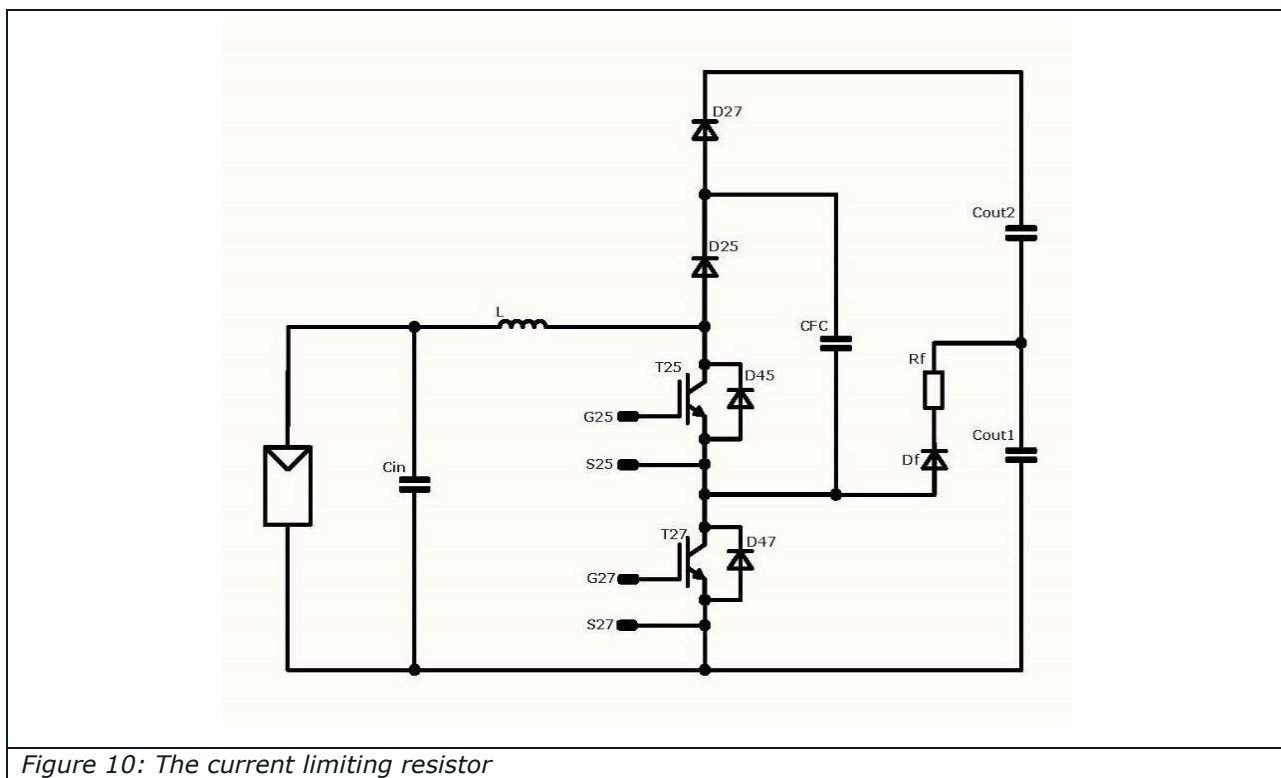 D27
Cout2
D25
L
CFC
T25
D45
Rf
G25
Cout1
Cin
S25
Df
T27
D47
G27
S27
Figure 10: The current limiting resistor